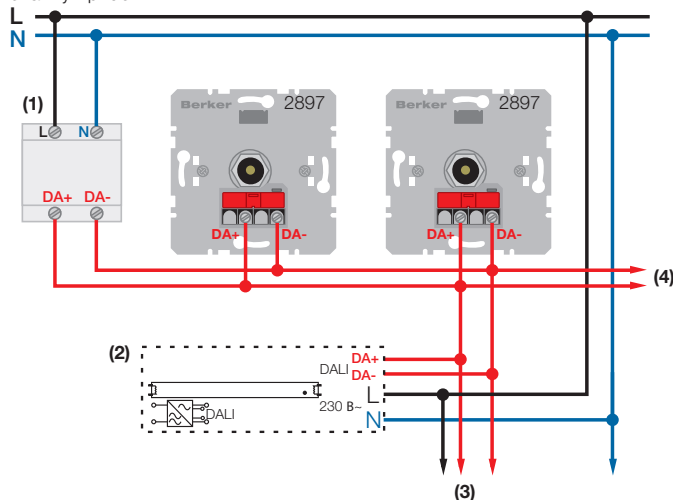 L
N
(1)
L N
DA+ DA-
Berker 2897
DA+ DA-
Berker 2897
DA+ DA-
(4)
(2)
DALI DA+
DA-
L
230 В~
N
DALI
(3)